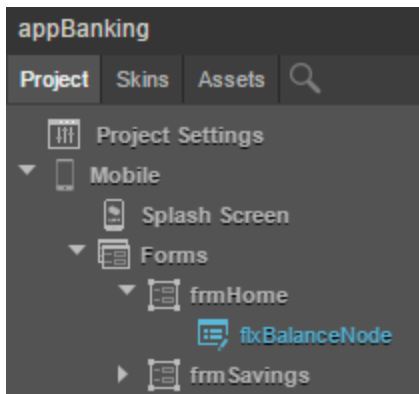 appBanking
Project Skins Assets
Project Settings
Mobile
Splash Screen
Forms
frmHome
flxBalanceNode
frmSavings